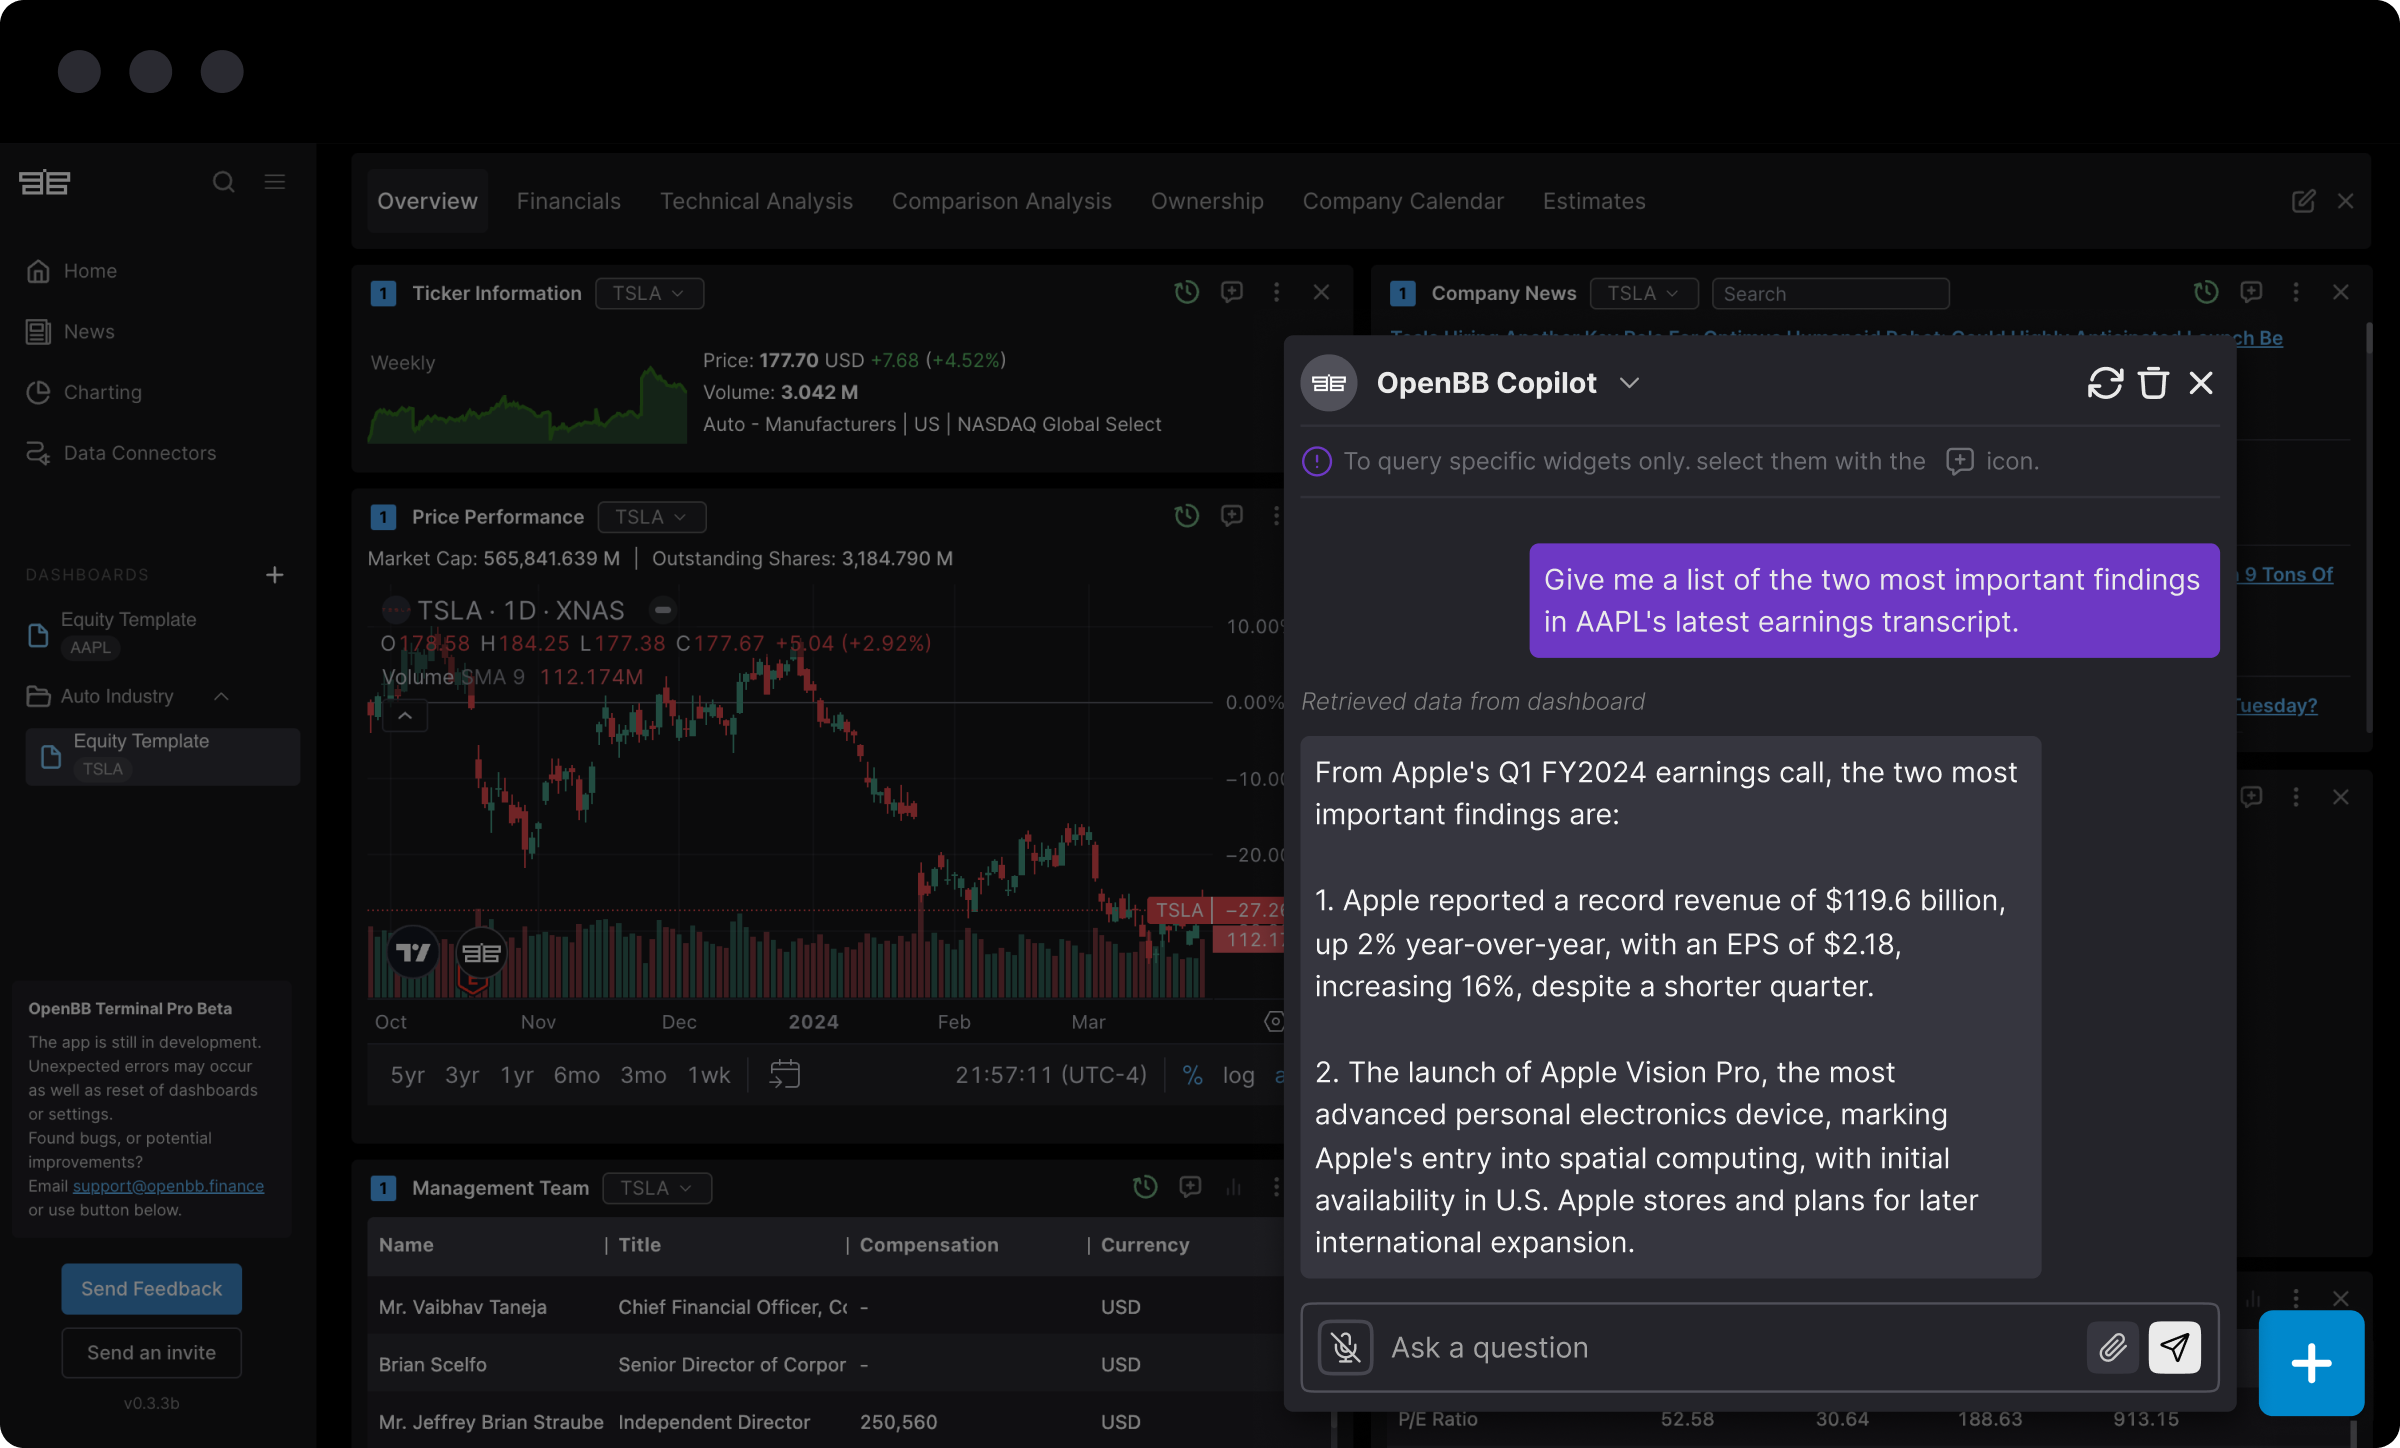 Overview Financials Technical Analysis Comparison Analysis Ownership Company Calendar Estimates
Home
News
Charting
Data Connectors
DASHBOARDS
Equity Template
AAPL
Auto Industry
Equity Template
TSLA
OpenBB Terminal Pro Beta
The app is still in development.
Unexpected errors may occur
as well as reset of dashboards
or settings.
Found bugs, or potential
improvements?
Email support@openbb.finance
or use button below.
Send Feedback
Send an invite
v0.3.3b
1 Ticker Information TSLA
Weekly
Price: 177.70 USD +7.68 (+4.52%)
Volume: 3.042 M
Auto - Manufacturers | US | NASDAQ Global Select
1 Price Performance TSLA
Market Cap: 565,841.639 M | Outstanding Shares: 3,184.790 M
TSLA · 1D · XNAS
O178.58 H184.25 L177.38 C177.67 +5.04 (+2.92%)
Volume SMA 9 112.174M
10.00%
0.00%
−10.00
−20.00
TSLA −27.26
112.17
Oct Nov Dec 2024 Feb Mar
5yr 3yr 1yr 6mo 3mo 1wk 21:57:11 (UTC-4) % log a
1 Management Team TSLA
Name | Title | Compensation | Currency
Mr. Vaibhav Taneja Chief Financial Officer, Co - USD
Brian Scelfo Senior Director of Corpor - USD
Mr. Jeffrey Brian Straube Independent Director 250,560 USD
1 Company News TSLA Search
ch Be
9 Tons Of
Tuesday?
OpenBB Copilot
To query specific widgets only. select them with the icon.
Give me a list of the two most important findings
in AAPL's latest earnings transcript.
Retrieved data from dashboard
From Apple's Q1 FY2024 earnings call, the two most
important findings are:
1. Apple reported a record revenue of $119.6 billion,
up 2% year-over-year, with an EPS of $2.18,
increasing 16%, despite a shorter quarter.
2. The launch of Apple Vision Pro, the most
advanced personal electronics device, marking
Apple's entry into spatial computing, with initial
availability in U.S. Apple stores and plans for later
international expansion.
Ask a question
P/E Ratio 52.58 30.64 188.63 913.15